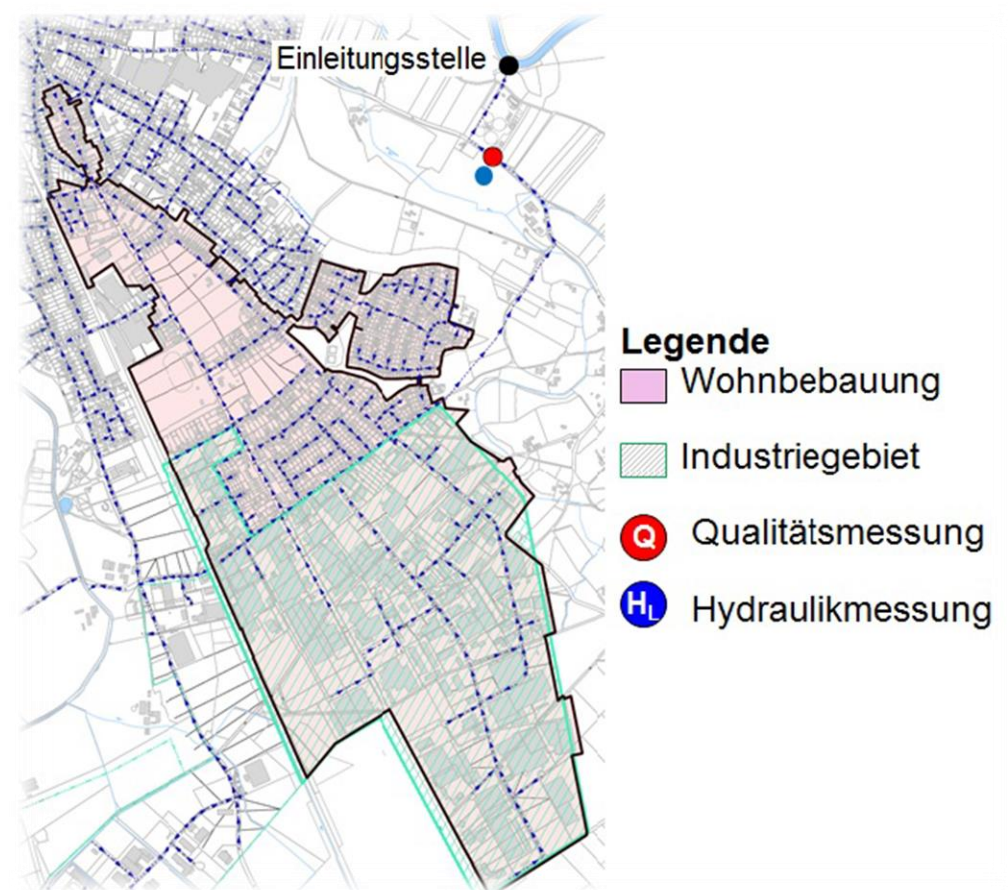 Einleitungsstelle
Legende
Wohnbebauung
Industriegebiet
Q Qualitätsmessung
HL Hydraulikmessung